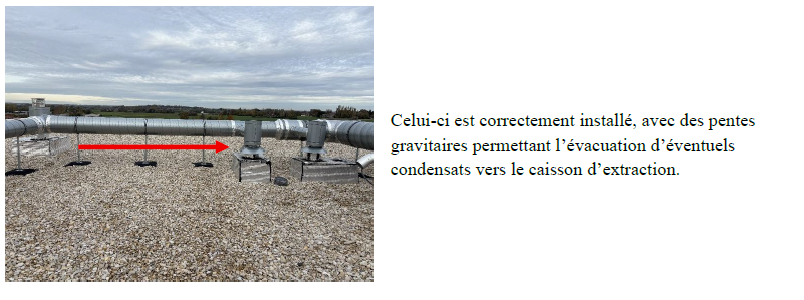 Celui-ci est correctement installé, avec des pentes
gravitaires permettant l’évacuation d’éventuels
condensats vers le caisson d’extraction.